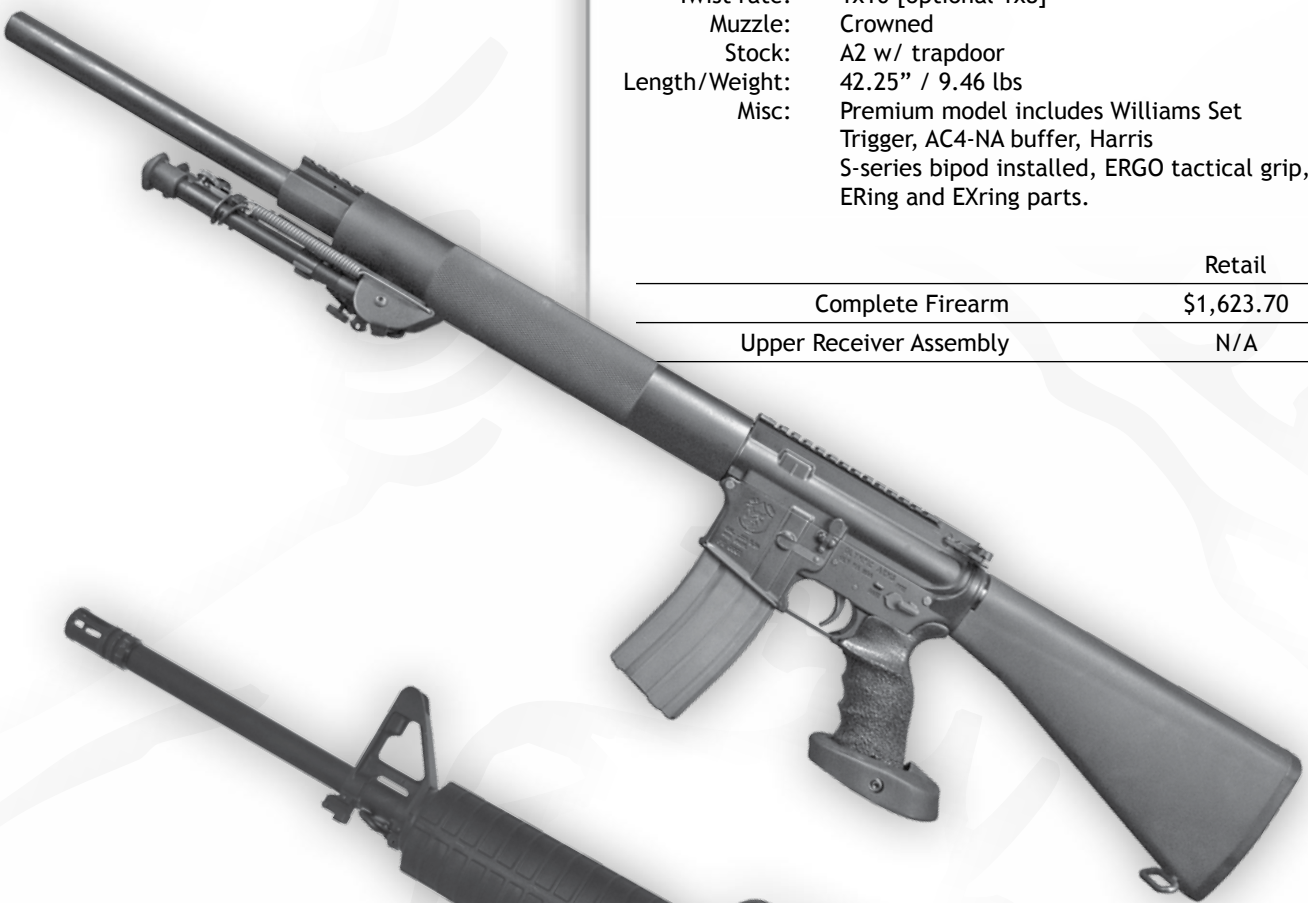 Muzzle: Crowned
Stock: A2 w/ trapdoor
Length/Weight: 42.25” / 9.46 lbs
Misc: Premium model includes Williams Set
Trigger, AC4-NA buffer, Harris
S-series bipod installed, ERGO tactical grip,
ERing and EXring parts.
Retail
Complete Firearm $1,623.70
Upper Receiver Assembly N/A